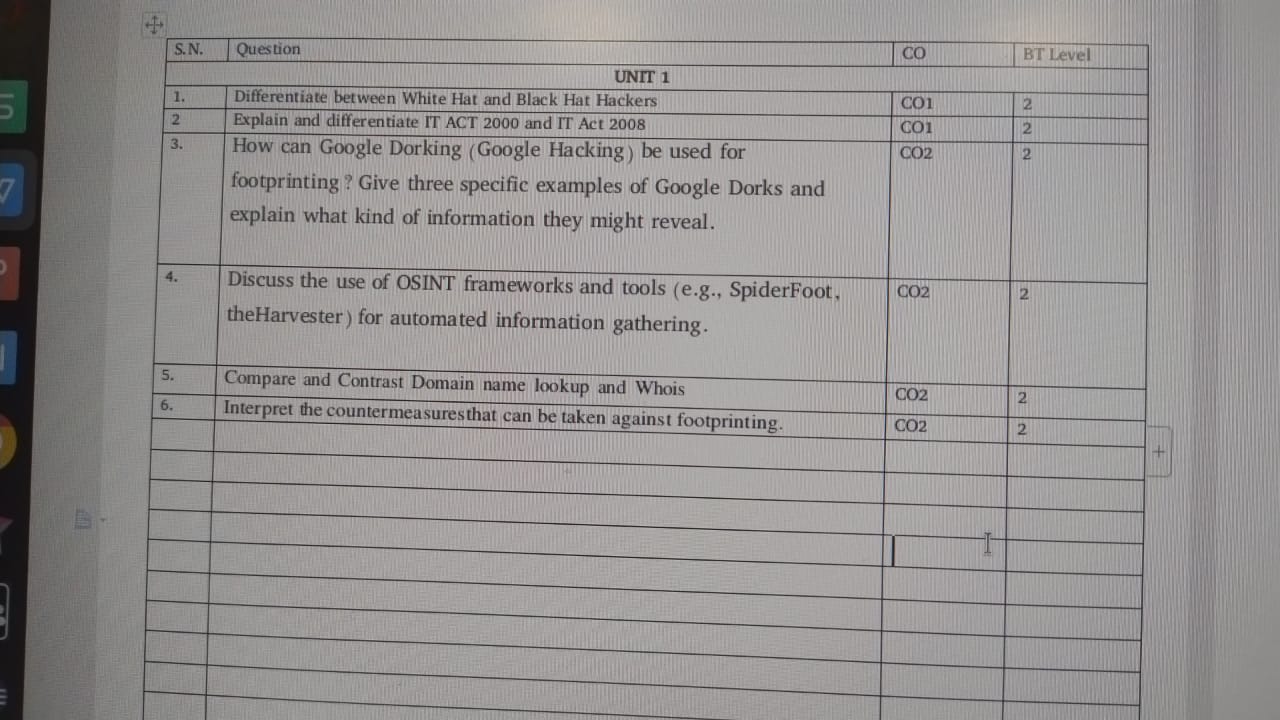 S.N. Question CO BT Level
UNIT 1
1. Differentiate between White Hat and Black Hat Hackers CO1 2
2 Explain and differentiate IT ACT 2000 and IT Act 2008 CO1 2
3. How can Google Dorking (Google Hacking) be used for CO2 2
footprinting ? Give three specific examples of Google Dorks and
explain what kind of information they might reveal.
4. Discuss the use of OSINT frameworks and tools (e.g., SpiderFoot, CO2 2
theHarvester) for automated information gathering.
5. Compare and Contrast Domain name lookup and Whois CO2 2
6. Interpret the countermeasuresthat can be taken against footprinting. CO2 2